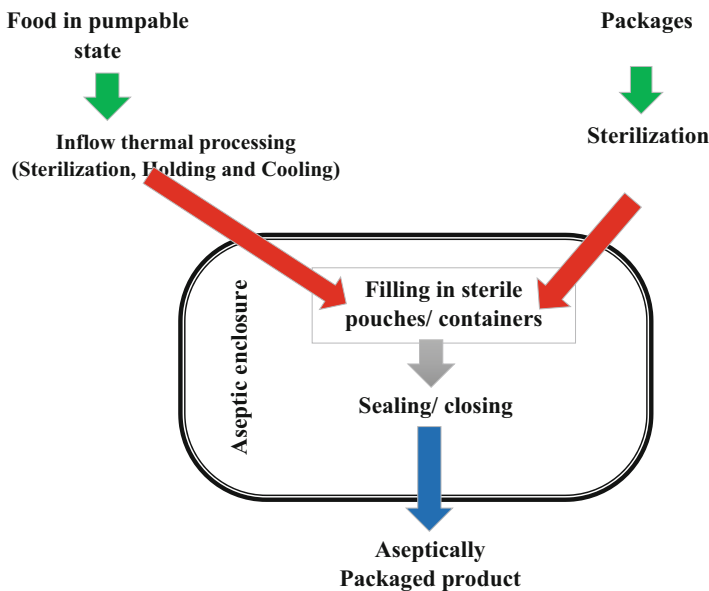 Food in pumpable
state
Packages
Inflow thermal processing
(Sterilization, Holding and Cooling)
Sterilization
Aseptic enclosure
Filling in sterile
pouches/ containers
Sealing/ closing
Aseptically
Packaged product